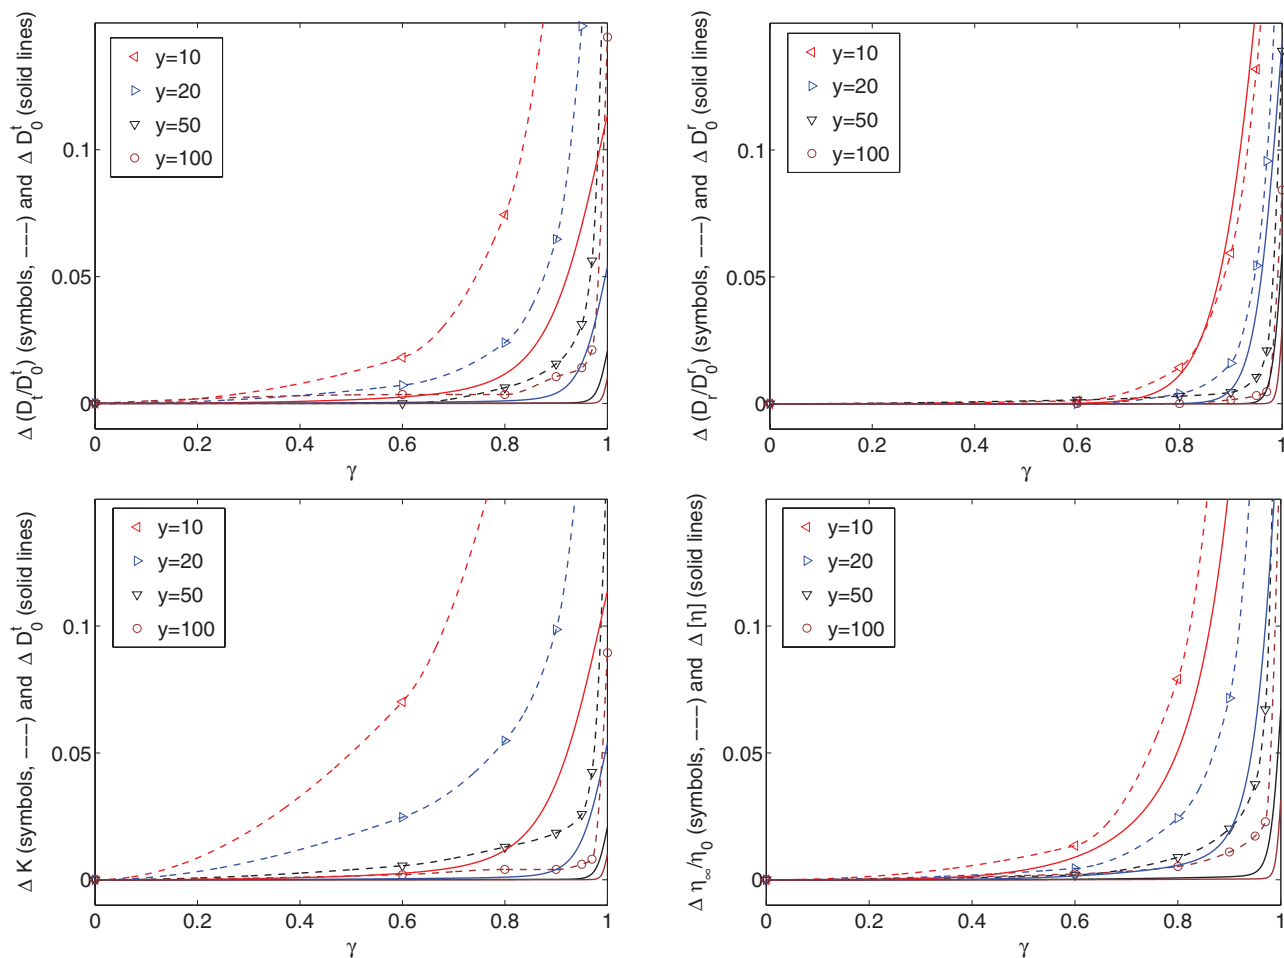 Δ (D_t/D_0^t) (symbols, −−−) and Δ D_0^t (solid lines)
y=10
y=20
y=50
y=100
0.1
0.05
0
0 0.2 0.4 0.6 0.8 1
γ
Δ (D_r/D_0^r) (symbols, −−−) and Δ D_0^r (solid lines)
y=10
y=20
y=50
y=100
0.1
0.05
0
0 0.2 0.4 0.6 0.8 1
γ
Δ K (symbols, −−−) and Δ D_0^t (solid lines)
y=10
y=20
y=50
y=100
0.1
0.05
0
0 0.2 0.4 0.6 0.8 1
γ
Δ η_∞/η_0 (symbols, −−−) and Δ [η] (solid lines)
y=10
y=20
y=50
y=100
0.1
0.05
0
0 0.2 0.4 0.6 0.8 1
γ